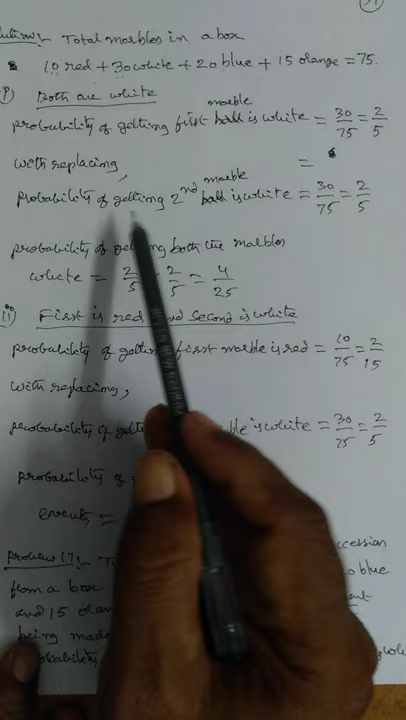 Total marbles in a box
10 red + 30 white + 20 blue + 15 orange = 75.
Both are white
marble
probability of getting first ball is white = 30/75 = 2/5
with replacing, =
marble
probability of getting 2nd ball is white = 30/75 = 2/5
probability of getting both the marbles
white = 2/5 2/5 = 4/25
(ii) First is red and second is white
probability of getting first marble is red = 10/75 = 2/15
with replacing,
probability of is white = 30/75 = 2/5
probability of
events =
problem 17:-
from a box blue
and 15
being made